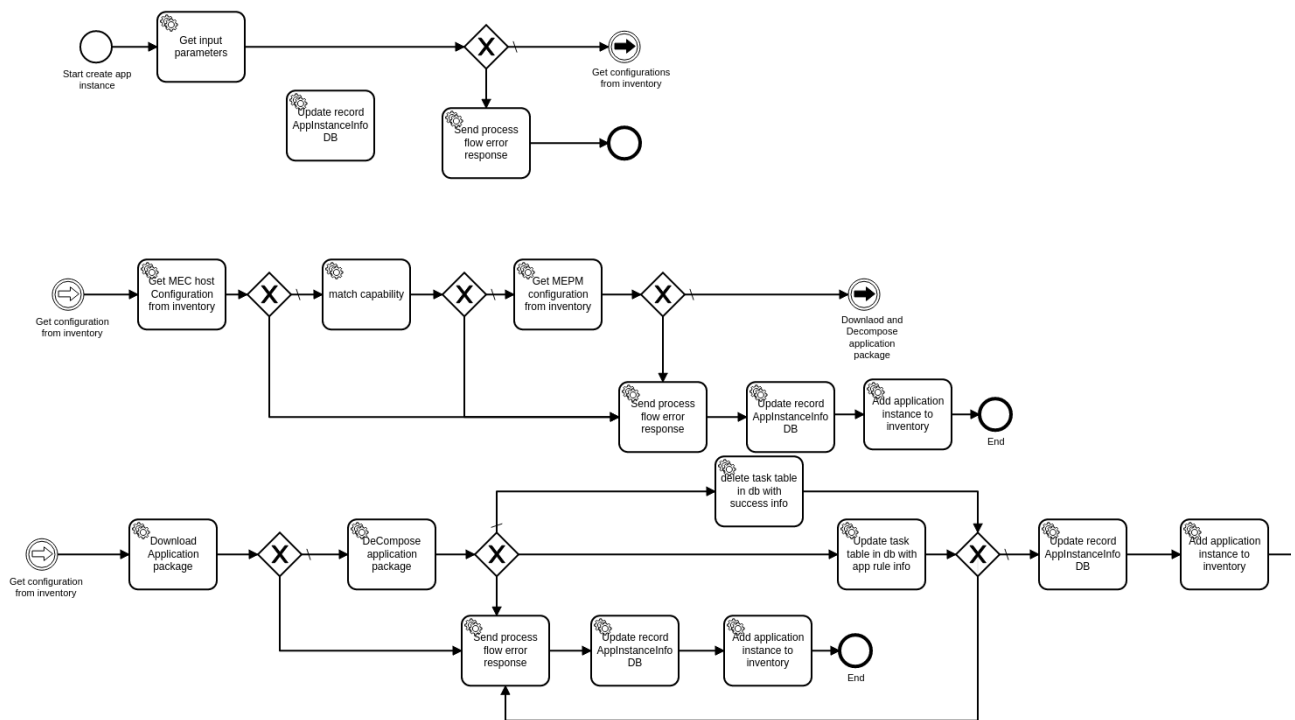 Get input
parameters
Start create app
instance
Get configurations
from inventory
Update record
AppInstanceInfo
DB
Send process
flow error
response
Get MEC host
Configuration
from inventory
match capability
Get MEPM
configuration
from inventory
Get configuration
from inventory
Downlaod and
Decompose
application
package
Send process
flow error
response
Update record
AppInstanceInfo
DB
Add application
instance to
inventory
End
delete task table
in db with
success info
Download
Application
package
DeCompose
application
package
Update task
table in db with
app rule info
Update record
AppInstanceInfo
DB
Add application
instance to
inventory
Get configuration
from inventory
Send process
flow error
response
Update record
AppInstanceInfo
DB
Add application
instance to
inventory
End